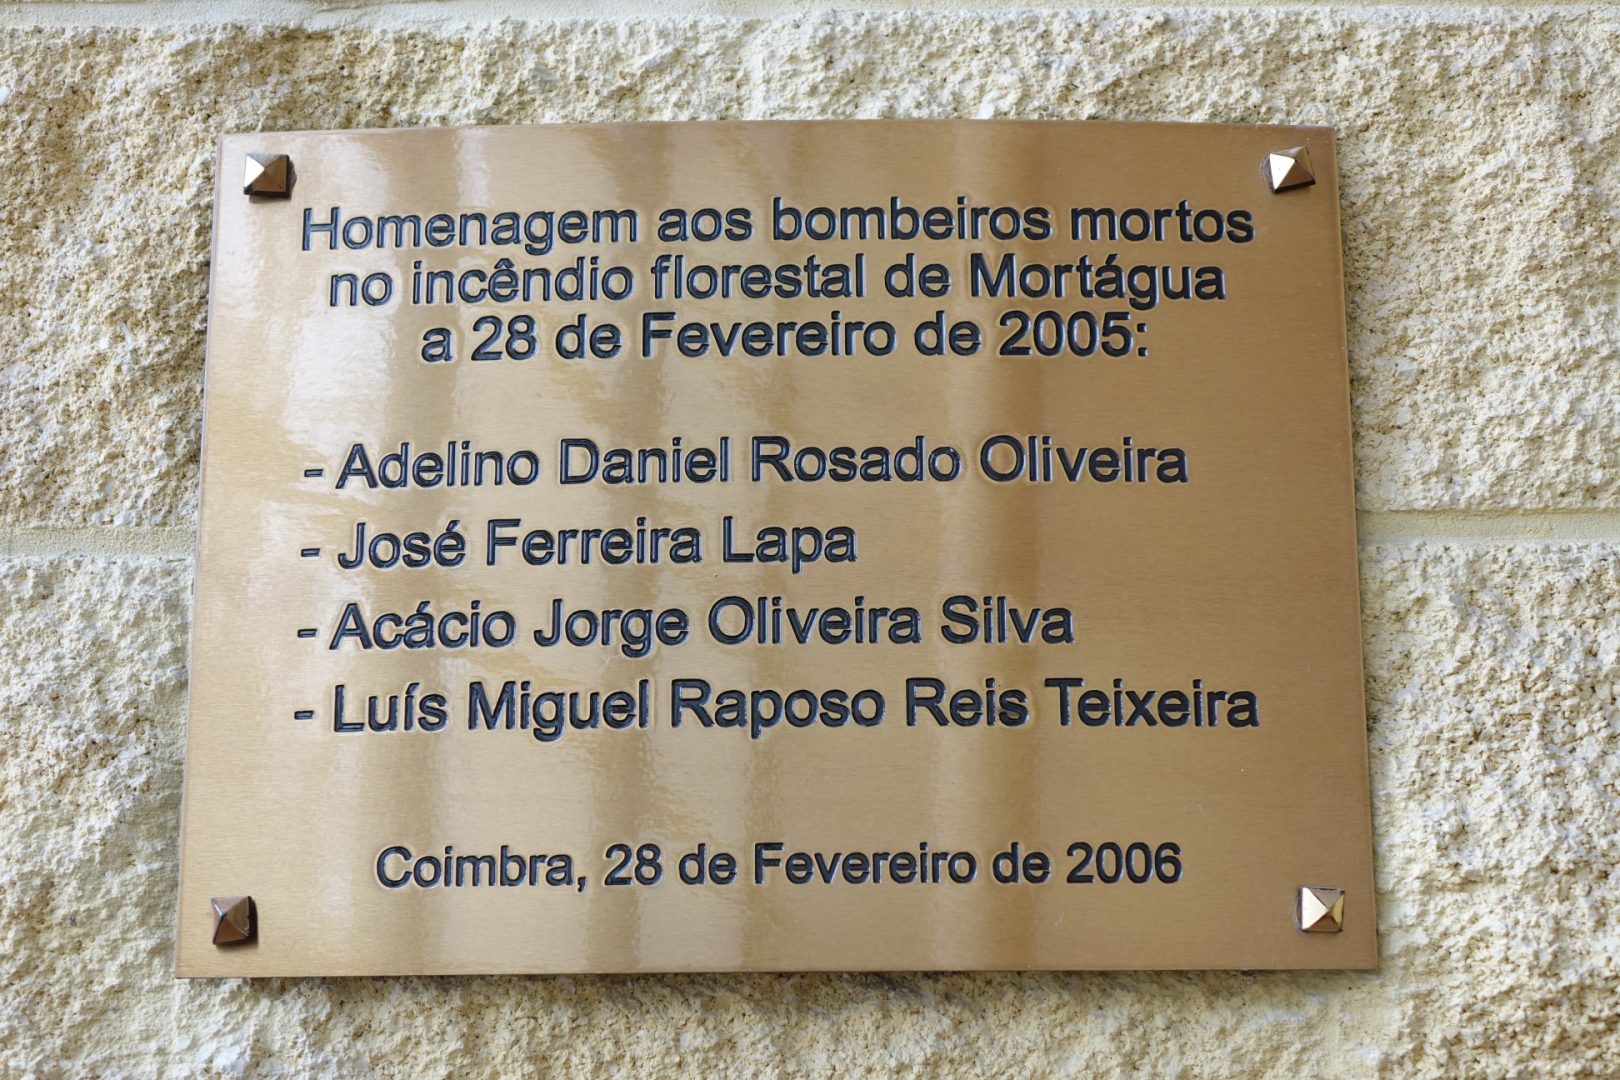 Homenagem aos bombeiros mortos
no incêndio florestal de Mortágua
a 28 de Fevereiro de 2005:
- Adelino Daniel Rosado Oliveira
- José Ferreira Lapa
- Acácio Jorge Oliveira Silva
- Luís Miguel Raposo Reis Teixeira
Coimbra, 28 de Fevereiro de 2006